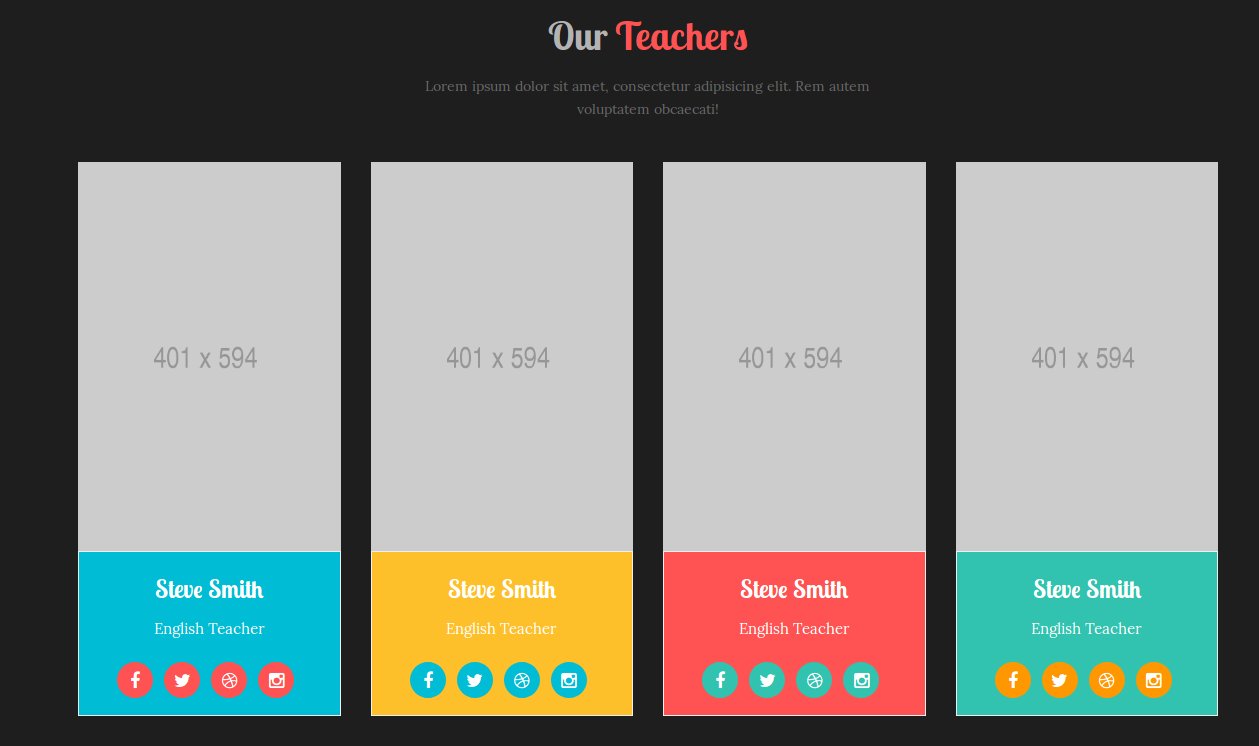 Our Teachers
Lorem ipsum dolor sit amet, consectetur adipisicing elit. Rem autem
voluptatem obcaecati!
401 x 594
401 x 594
401 x 594
401 x 594
Steve Smith
English Teacher
Steve Smith
English Teacher
Steve Smith
English Teacher
Steve Smith
English Teacher